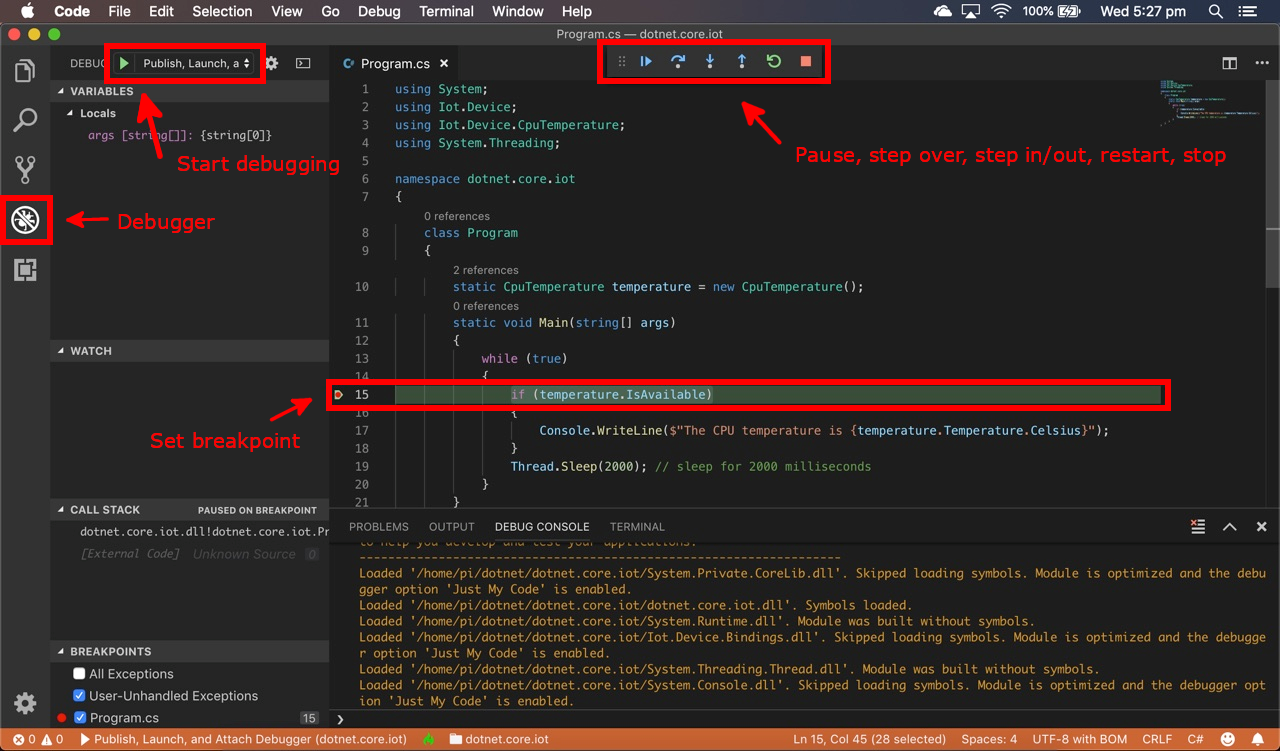 Code File Edit Selection View Go Debug Terminal Window Help 100% Wed 5:27 pm
Program.cs — dotnet.core.iot
DEBUG Publish, Launch, a
Program.cs
VARIABLES
Locals
args [string[]]: {string[0]}
Start debugging
Debugger
WATCH
Set breakpoint
CALL STACK PAUSED ON BREAKPOINT
dotnet.core.iot.dll!dotnet.core.iot.Pr
[External Code] Unknown Source 0
BREAKPOINTS
All Exceptions
User-Unhandled Exceptions
Program.cs 15
Pause, step over, step in/out, restart, stop
1 using System;
2 using Iot.Device;
3 using Iot.Device.CpuTemperature;
4 using System.Threading;
5
6 namespace dotnet.core.iot
7 {
0 references
8 class Program
9 {
2 references
10 static CpuTemperature temperature = new CpuTemperature();
0 references
11 static void Main(string[] args)
12 {
13 while (true)
14 {
15 if (temperature.IsAvailable)
16 {
17 Console.WriteLine($"The CPU temperature is {temperature.Temperature.Celsius}");
18 }
19 Thread.Sleep(2000); // sleep for 2000 milliseconds
20 }
21 }
PROBLEMS OUTPUT DEBUG CONSOLE TERMINAL
to help you develop and test your applications.
-------------------------------------------------------------------
Loaded '/home/pi/dotnet/dotnet.core.iot/System.Private.CoreLib.dll'. Skipped loading symbols. Module is optimized and the debu
gger option 'Just My Code' is enabled.
Loaded '/home/pi/dotnet/dotnet.core.iot/dotnet.core.iot.dll'. Symbols loaded.
Loaded '/home/pi/dotnet/dotnet.core.iot/System.Runtime.dll'. Module was built without symbols.
Loaded '/home/pi/dotnet/dotnet.core.iot/Iot.Device.Bindings.dll'. Skipped loading symbols. Module is optimized and the debugge
r option 'Just My Code' is enabled.
Loaded '/home/pi/dotnet/dotnet.core.iot/System.Threading.Thread.dll'. Module was built without symbols.
Loaded '/home/pi/dotnet/dotnet.core.iot/System.Console.dll'. Skipped loading symbols. Module is optimized and the debugger opt
ion 'Just My Code' is enabled.
0 0 Publish, Launch, and Attach Debugger (dotnet.core.iot) dotnet.core.iot Ln 15, Col 45 (28 selected) Spaces: 4 UTF-8 with BOM CRLF C#